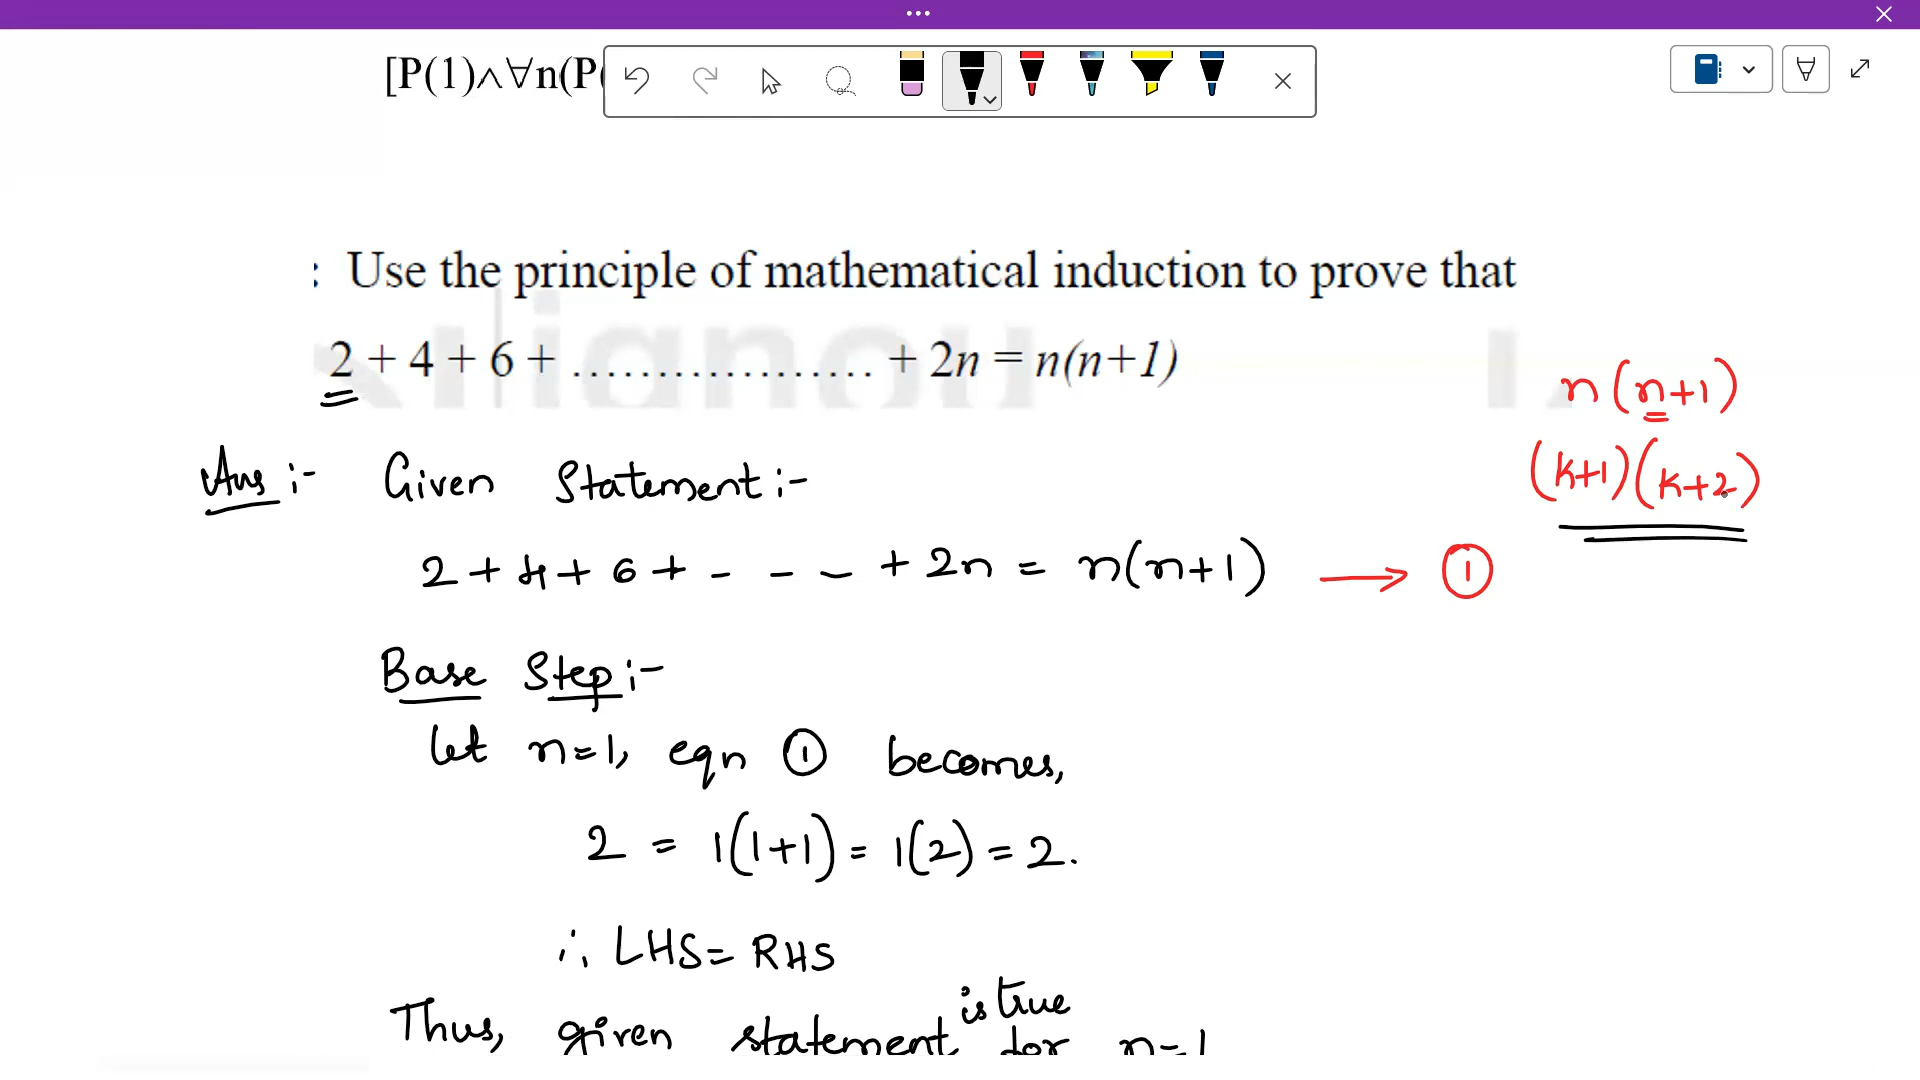 [P(1)∧∀n(P(
: Use the principle of mathematical induction to prove that
2 + 4 + 6 + .................. + 2n = n(n+1)
n(n+1)
(k+1)(k+2)
Ans :- Given Statement :-
2 + 4 + 6 + - - - + 2n = n(n+1) → ①
Base Step :-
let n=1, eqn ① becomes,
2 = 1(1+1) = 1(2) = 2.
∴ LHS = RHS
Thus, given statement is true for n=1